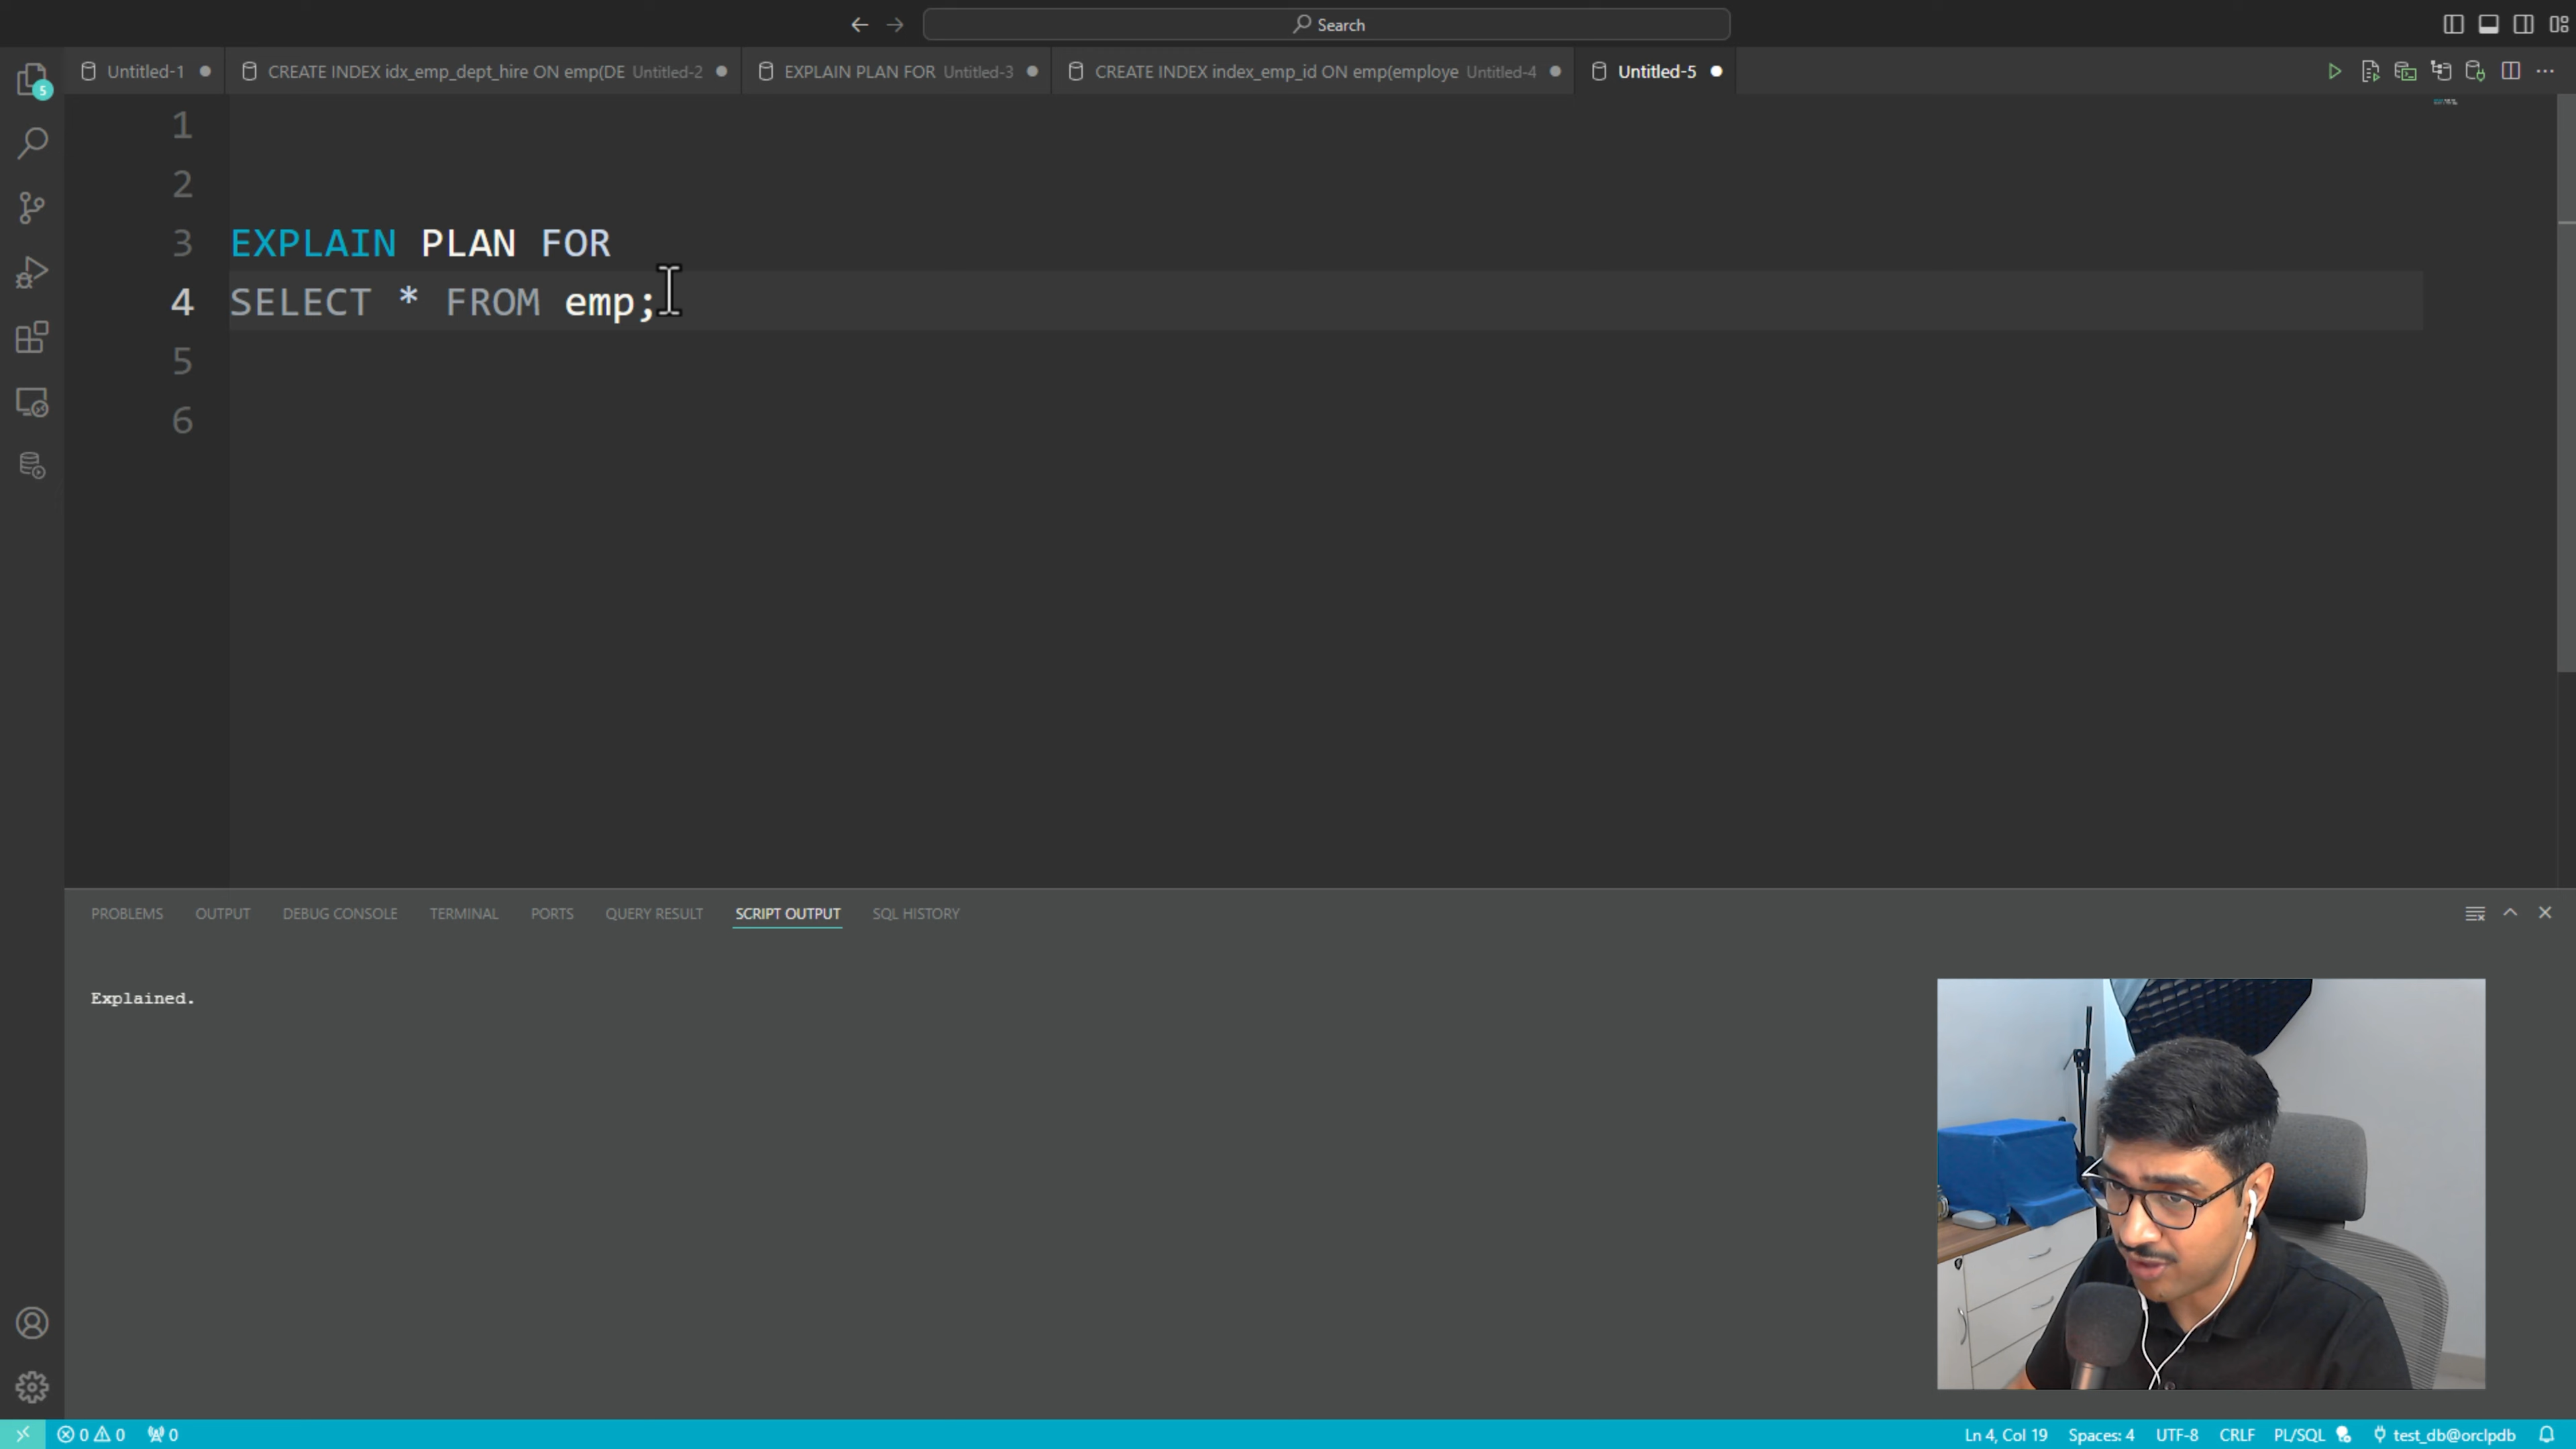 Search
Untitled-1
CREATE INDEX idx_emp_dept_hire ON emp(DE Untitled-2
EXPLAIN PLAN FOR Untitled-3
CREATE INDEX index_emp_id ON emp(employe Untitled-4
Untitled-5
5
1
2
3 EXPLAIN PLAN FOR
4 SELECT * FROM emp;
5
6
PROBLEMS OUTPUT DEBUG CONSOLE TERMINAL PORTS QUERY RESULT SCRIPT OUTPUT SQL HISTORY
Explained.
0 0 0 Ln 4, Col 19 Spaces: 4 UTF-8 CRLF PL/SQL test_db@orclpdb